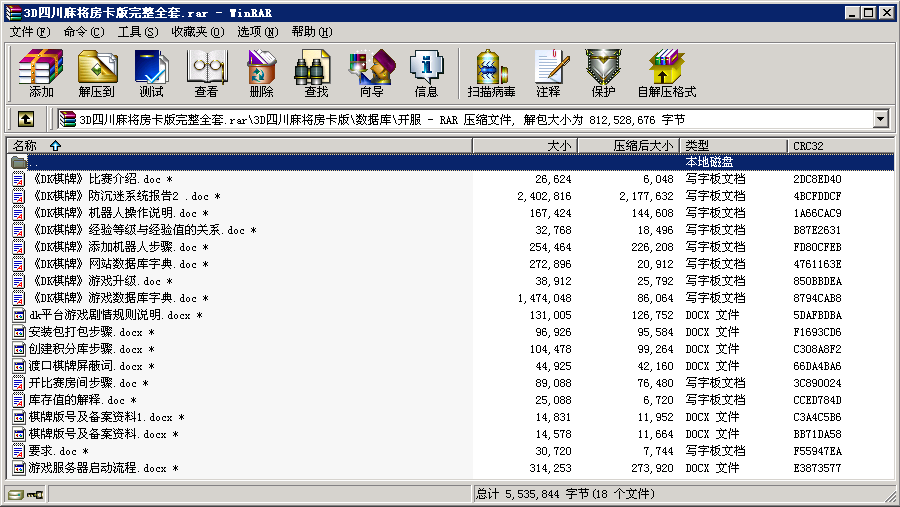 3D四川麻将房卡版完整全套.rar - WinRAR
文件(F) 命令(C) 工具(S) 收藏夹(O) 选项(N) 帮助(H)
添加 解压到 测试 查看 删除 查找 向导 信息 扫描病毒 注释 保护 自解压格式
3D四川麻将房卡版完整全套.rar\3D四川麻将房卡版\数据库\开服 - RAR 压缩文件, 解包大小为 812,528,676 字节
名称 大小 压缩后大小 类型 CRC32
.. 本地磁盘
《DK棋牌》比赛介绍.doc * 26,624 6,048 写字板文档 2DC8ED40
《DK棋牌》防沉迷系统报告2 .doc * 2,402,816 2,177,632 写字板文档 4BCFDDCF
《DK棋牌》机器人操作说明.doc * 167,424 144,608 写字板文档 1A66CAC9
《DK棋牌》经验等级与经验值的关系.doc * 32,768 18,496 写字板文档 B87E2631
《DK棋牌》添加机器人步骤.doc * 254,464 226,208 写字板文档 FD80CFEB
《DK棋牌》网站数据库字典.doc * 272,896 20,912 写字板文档 4761163E
《DK棋牌》游戏升级.doc * 38,912 25,792 写字板文档 850BBDEA
《DK棋牌》游戏数据库字典.doc * 1,474,048 86,064 写字板文档 8794CAB8
dk平台游戏剧情规则说明.docx * 131,005 126,752 DOCX 文件 5DAFBDBA
安装包打包步骤.docx * 96,926 95,584 DOCX 文件 F1693CD6
创建积分库步骤.docx * 104,478 99,264 DOCX 文件 C308A8F2
渡口棋牌屏蔽词.docx * 44,925 42,160 DOCX 文件 66DA4BA6
开比赛房间步骤.doc * 89,088 76,480 写字板文档 3C890024
库存值的解释.doc * 25,088 6,720 写字板文档 CCED784D
棋牌版号及备案资料1.docx * 14,831 11,952 DOCX 文件 C3A4C5B6
棋牌版号及备案资料.docx * 14,578 11,664 DOCX 文件 BB71DA58
要求.doc * 30,720 7,744 写字板文档 F55947EA
游戏服务器启动流程.docx * 314,253 273,920 DOCX 文件 E3873577
总计 5,535,844 字节(18 个文件)